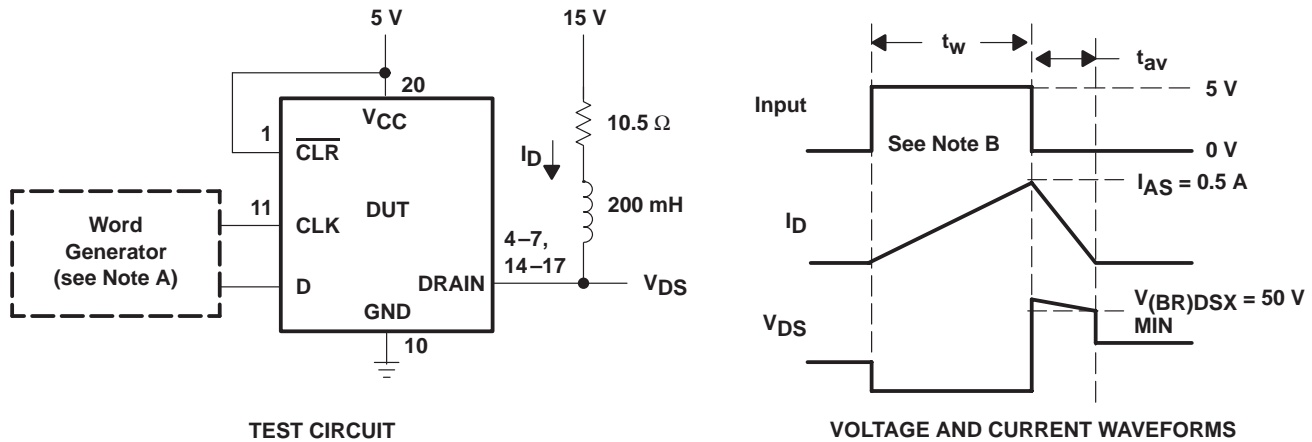 5 V
15 V
20
VCC
1
CLR
10.5 Ω
ID
200 mH
Word
Generator
(see Note A)
11
CLK
DUT
D
4–7,
14–17
DRAIN
VDS
GND
10
TEST CIRCUIT
tw
tav
Input
5 V
See Note B
0 V
IAS = 0.5 A
ID
V(BR)DSX = 50 V
MIN
VDS
VOLTAGE AND CURRENT WAVEFORMS